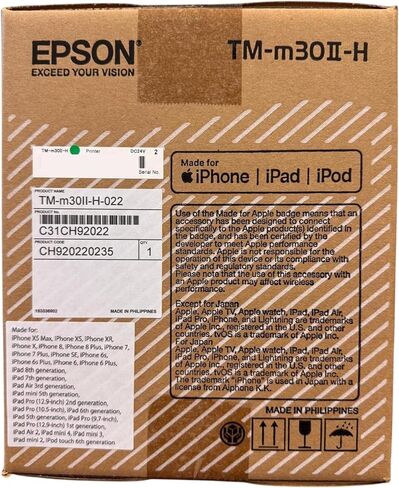 EPSON
EXCEED YOUR VISION
TM-m30II-H
TM-m30II-H Printer DC24V 2
Serial No.
PRODUCT NAME
TM-m30II-H-022
PRODUCT No.
C31CH92022
PRODUCT CODE
CH920220235
QTY
1
MADE IN PHILIPPINES
Made for
iPhone | iPad | iPod
Use of the Made for Apple badge means that an
accessory has been designed to connect
specifically to the Apple product(s) identified in
the badge, and has been certified by the
developer to meet Apple performance
standards. Apple is not responsible for the
operation of this device or its compliance with
safety and regulatory standards.
Please note that the use of this accessory with
an Apple product may affect wireless
performance.
Except for Japan
Apple, Apple TV, Apple watch, iPad, iPad Air,
iPad Pro, iPhone, and Lightning are trademarks
of Apple Inc., registered in the U.S. and other
countries. tvOS is a trademark of Apple Inc.
For Japan
Apple, Apple TV, Apple watch, iPad, iPad Air,
iPad Pro, iPhone, and Lightning are trademarks
of Apple Inc., registered in the U.S. and other
countries. tvOS is a trademark of Apple Inc.
The trademark "iPhone" is used in Japan with
a license from Aiphone K.K.
Made for:
iPhone XS Max, iPhone XS, iPhone XR,
iPhone X, iPhone 8, iPhone 8 Plus, iPhone 7,
iPhone 7 Plus, iPhone SE, iPhone 6s,
iPhone 6s Plus, iPhone 6, iPhone 6 Plus,
iPad 8th generation,
iPad 7th generation,
iPad Air 3rd generation,
iPad mini 5th generation,
iPad Pro (12.9-inch) 2nd generation,
iPad Pro (10.5-inch), iPad 6th generation,
iPad 5th generation, iPad Pro (9.7-inch),
iPad Pro (12.9-inch) 1st generation,
iPad Air 2, iPad mini 4, iPad mini 3,
iPad mini 2, iPod touch 6th generation
MADE IN PHILIPPINES